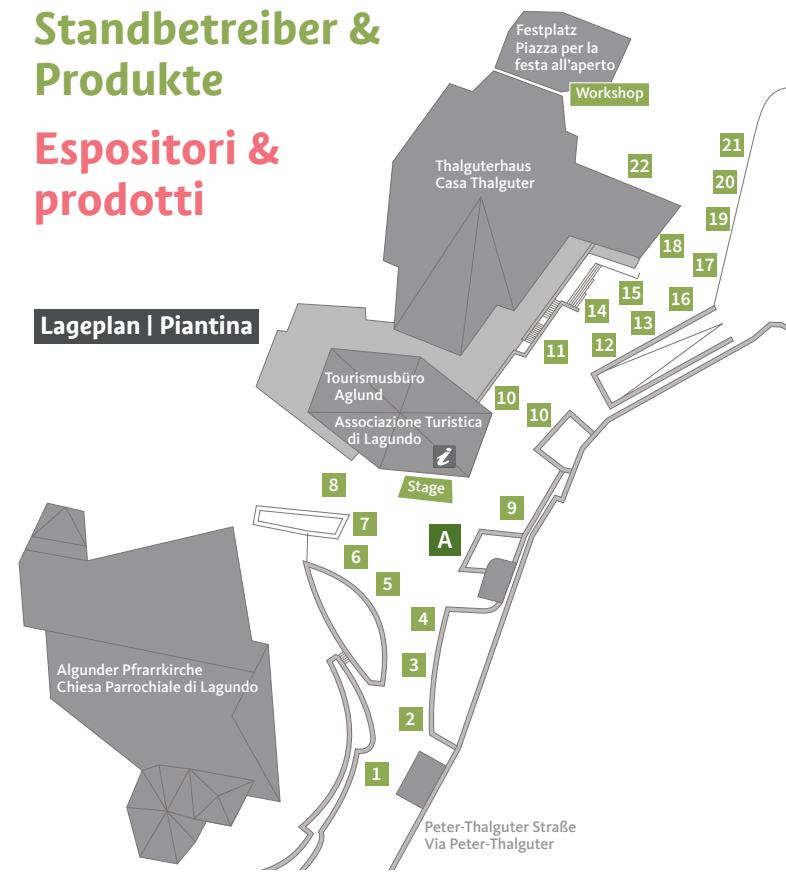 Standbetreiber &
Produkte
Espositori &
prodotti
Lageplan | Piantina
Festplatz
Piazza per la
festa all'aperto
Workshop
Thalguterhaus
Casa Thalguter
21
22
20
19
18
17
15
16
14
13
12
11
Tourismusbüro
Aglund
Associazione Turistica
di Lagundo
i
10
10
8
Stage
9
7
A
6
5
4
3
Algunder Pfrarrkirche
Chiesa Parrochiale di Lagundo
2
1
Peter-Thalguter Straße
Via Peter-Thalguter